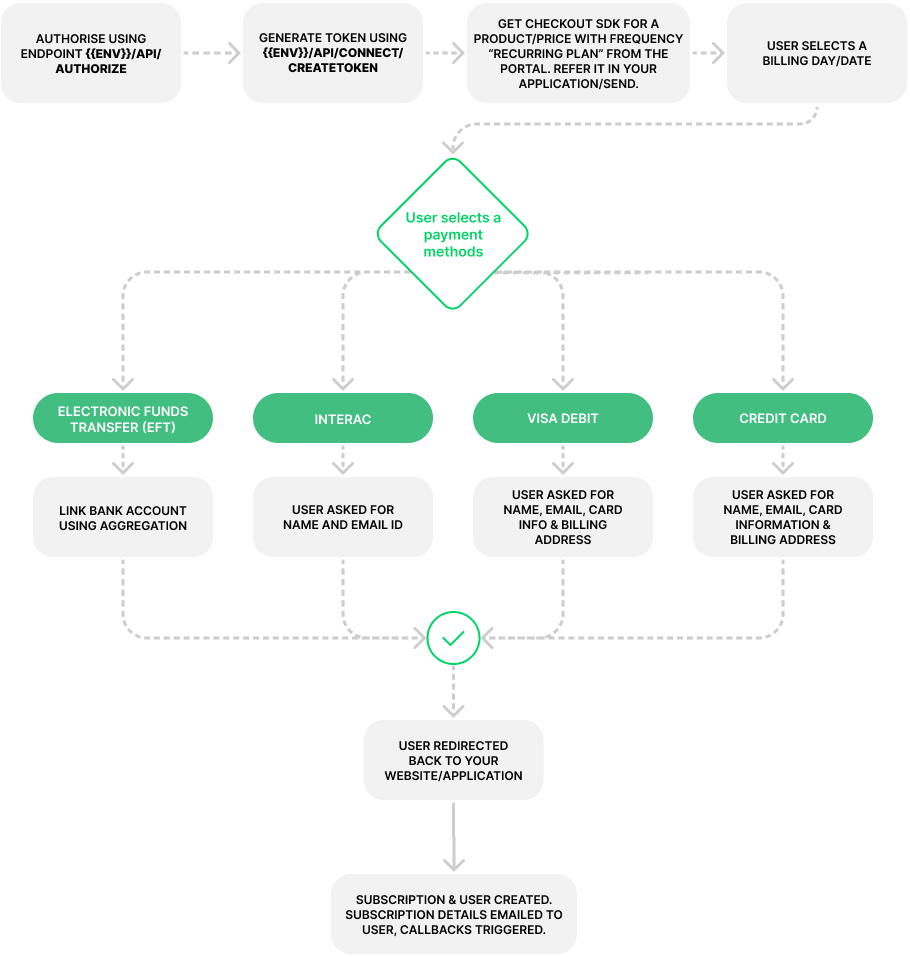 AUTHORISE USING
ENDPOINT {{ENV}}/API/
AUTHORIZE
GENERATE TOKEN USING
{{ENV}}/API/CONNECT/
CREATETOKEN
GET CHECKOUT SDK FOR A
PRODUCT/PRICE WITH FREQUENCY
“RECURRING PLAN” FROM THE
PORTAL. REFER IT IN YOUR
APPLICATION/SEND.
USER SELECTS A
BILLING DAY/DATE
User selects a
payment
methods
ELECTRONIC FUNDS
TRANSFER (EFT)
INTERAC
VISA DEBIT
CREDIT CARD
LINK BANK ACCOUNT
USING AGGREGATION
USER ASKED FOR
NAME AND EMAIL ID
USER ASKED FOR
NAME, EMAIL, CARD
INFO & BILLING
ADDRESS
USER ASKED FOR
NAME, EMAIL, CARD
INFORMATION &
BILLING ADDRESS
USER REDIRECTED
BACK TO YOUR
WEBSITE/APPLICATION
SUBSCRIPTION & USER CREATED.
SUBSCRIPTION DETAILS EMAILED TO
USER, CALLBACKS TRIGGERED.